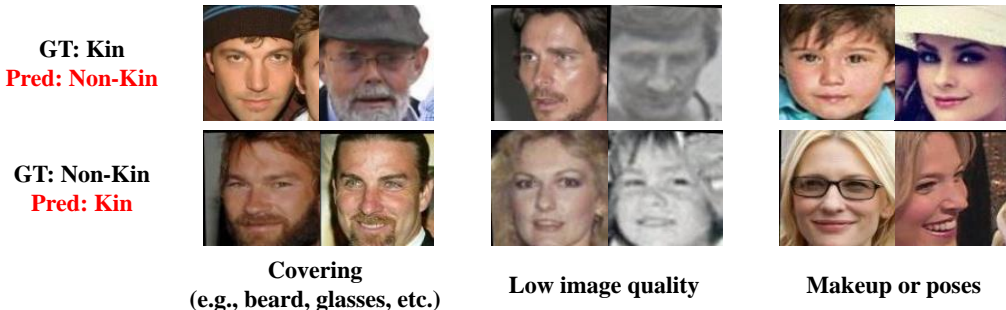 GT: Kin
Pred: Non-Kin
GT: Non-Kin
Pred: Kin
Covering
(e.g., beard, glasses, etc.)
Low image quality
Makeup or poses